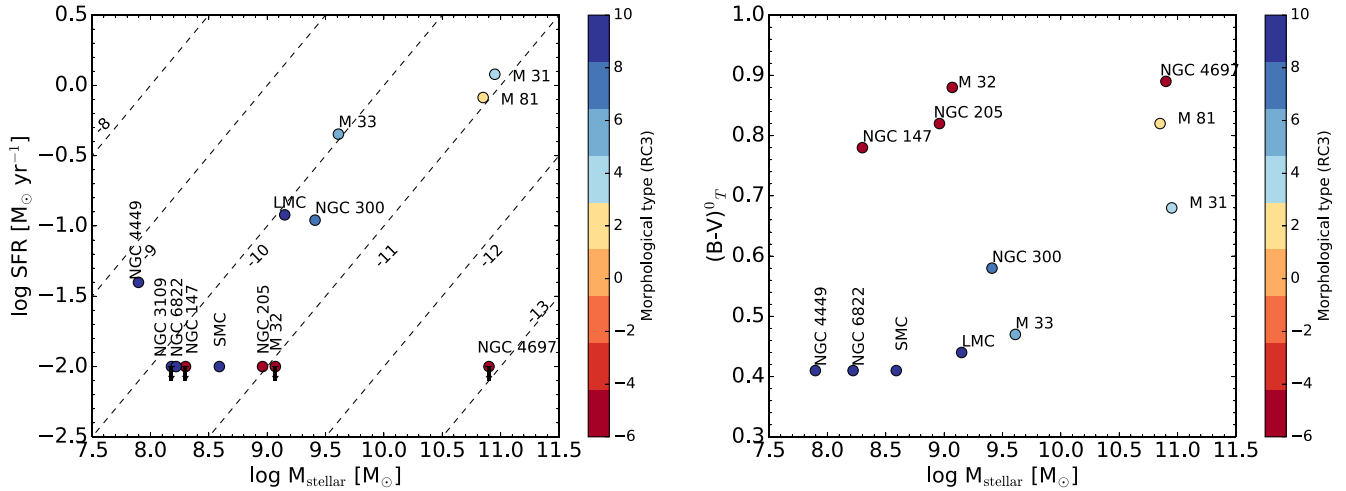 0.5
0.0
−0.5
−1.0
−1.5
−2.0
−2.5
log SFR [M⊙ yr⁻¹]
7.5 8.0 8.5 9.0 9.5 10.0 10.5 11.0 11.5
log Mstellar [M⊙]
-8
-9
-10
-11
-12
-13
M 31
M 81
M 33
LMC
NGC 300
NGC 4449
NGC 3109
NGC 6822
NGC 147
SMC
NGC 205
M 32
NGC 4697
10
8
6
4
2
0
−2
−4
−6
Morphological type (RC3)
1.0
0.9
0.8
0.7
0.6
0.5
0.4
0.3
(B-V)⁰T
7.5 8.0 8.5 9.0 9.5 10.0 10.5 11.0 11.5
log Mstellar [M⊙]
NGC 4697
M 32
NGC 205
M 81
NGC 147
M 31
NGC 300
M 33
LMC
NGC 4449
NGC 6822
SMC
10
8
6
4
2
0
−2
−4
−6
Morphological type (RC3)